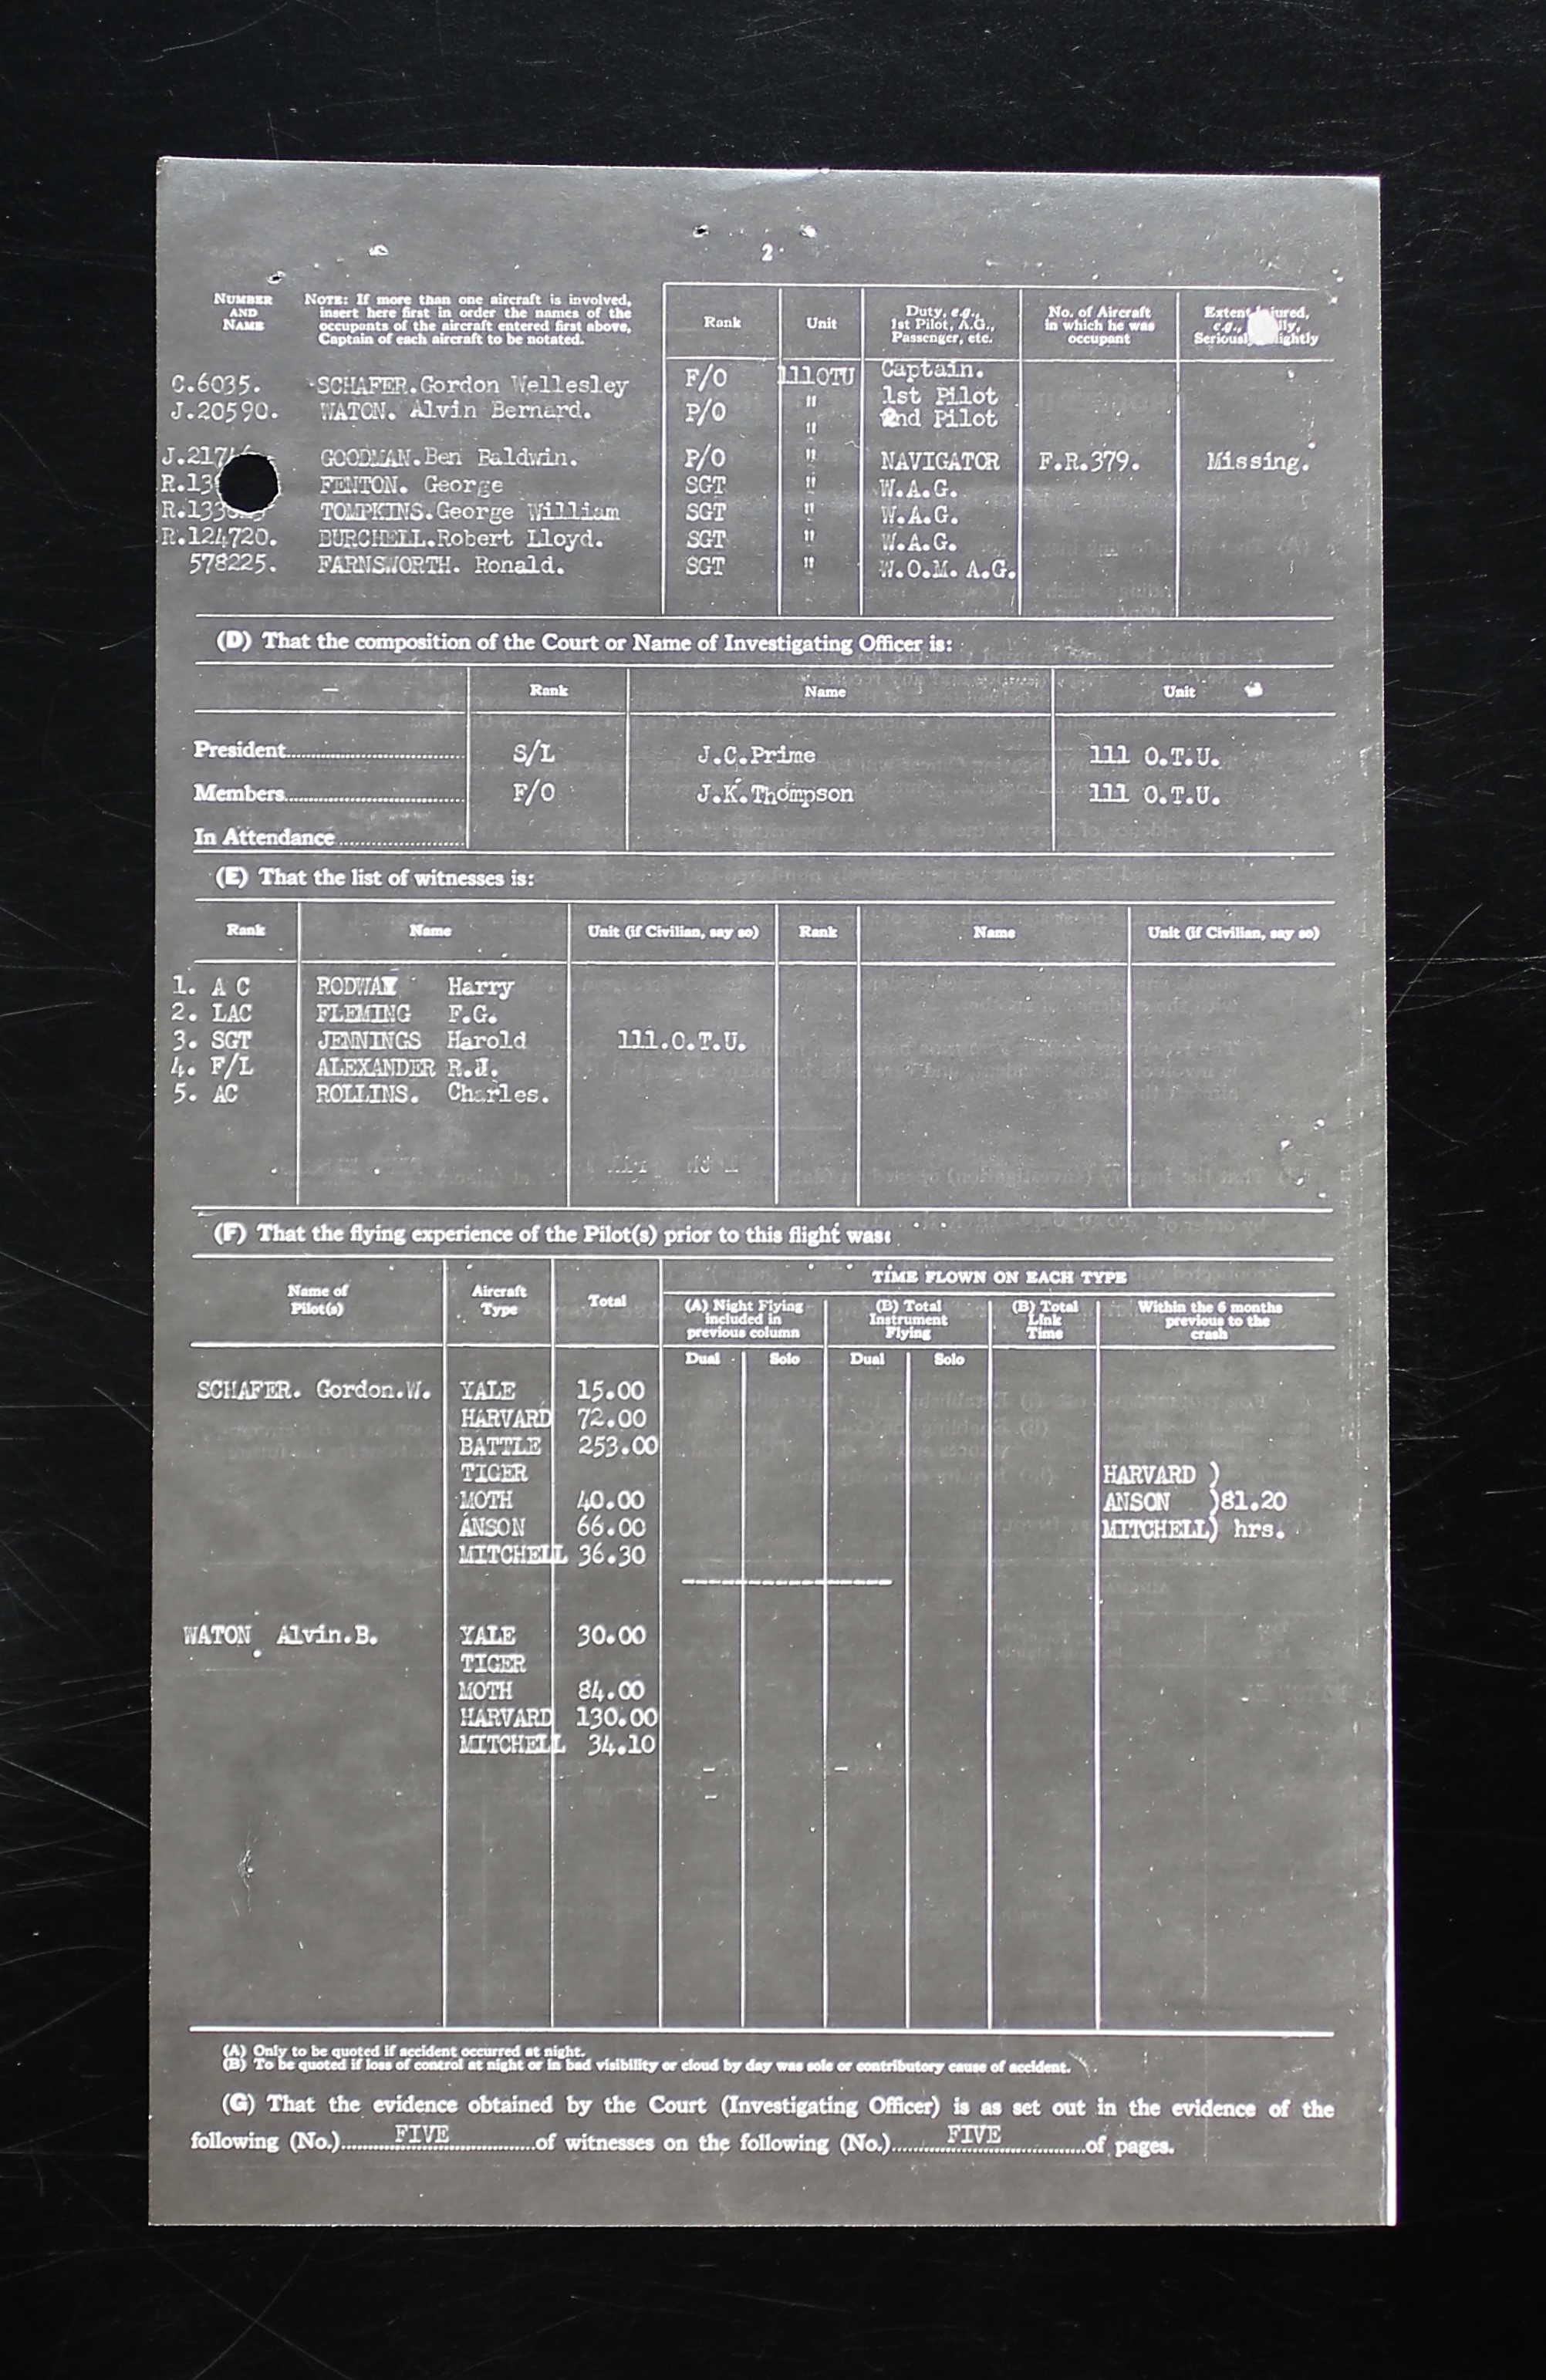 2
NUMBER AND NAME
NOTE: If more than one aircraft is involved, insert here first in order the names of the occupants of the aircraft entered first above, Captain of each aircraft to be notated.
Rank
Unit
Duty, e.g., 1st Pilot, A.G., Passenger, etc.
No. of Aircraft in which he was occupant
Extent
C.6035. SCHAFER.Gordon Wellesley F/O 111OTU Captain.
1st Pilot
J.20590. WATON. Alvin Bernard. P/O " 2nd Pilot
"
GOODMAN.Ben Baldwin. P/O " NAVIGATOR F.R.379. Missing.
FENTON. George SGT " W.A.G.
TOMPKINS.George William SGT " W.A.G.
R.124720. BURCHELL.Robert Lloyd. SGT " W.A.G.
578225. FARNSWORTH. Ronald. SGT " W.O.M. A.G.
(D) That the composition of the Court or Name of Investigating Officer is:
— Rank Name Unit
President S/L J.C.Prime 111 O.T.U.
Members F/O J.K.Thompson 111 O.T.U.
In Attendance
(E) That the list of witnesses is:
Rank Name Unit (if Civilian, say so) Rank Name Unit (if Civilian, say so)
1. A C RODWAY Harry
2. LAC FLEMING F.G.
3. SGT JENNINGS Harold 111.O.T.U.
4. F/L ALEXANDER R.J.
5. AC ROLLINS. Charles.
(F) That the flying experience of the Pilot(s) prior to this flight was:
TIME FLOWN ON EACH TYPE
Name of Pilot(s)
Aircraft Type
Total
(A) Night Flying included in previous column
(B) Total Instrument Flying
(B) Total Link Time
Within the 6 months previous to the crash
Dual Solo Dual Solo
SCHAFER. Gordon.W. YALE 15.00
HARVARD 72.00
BATTLE 253.00
TIGER HARVARD )
MOTH 40.00 ANSON )81.20
ANSON 66.00 MITCHELL) hrs.
MITCHELL 36.30
WATON. Alvin.B. YALE 30.00
TIGER
MOTH 84.00
HARVARD 130.00
MITCHELL 34.10
(A) Only to be quoted if accident occurred at night.
(B) To be quoted if loss of control at night or in bad visibility or cloud by day was sole or contributory cause of accident.
(G) That the evidence obtained by the Court (Investigating Officer) is as set out in the evidence of the
following (No.) FIVE of witnesses on the following (No.) FIVE of pages.